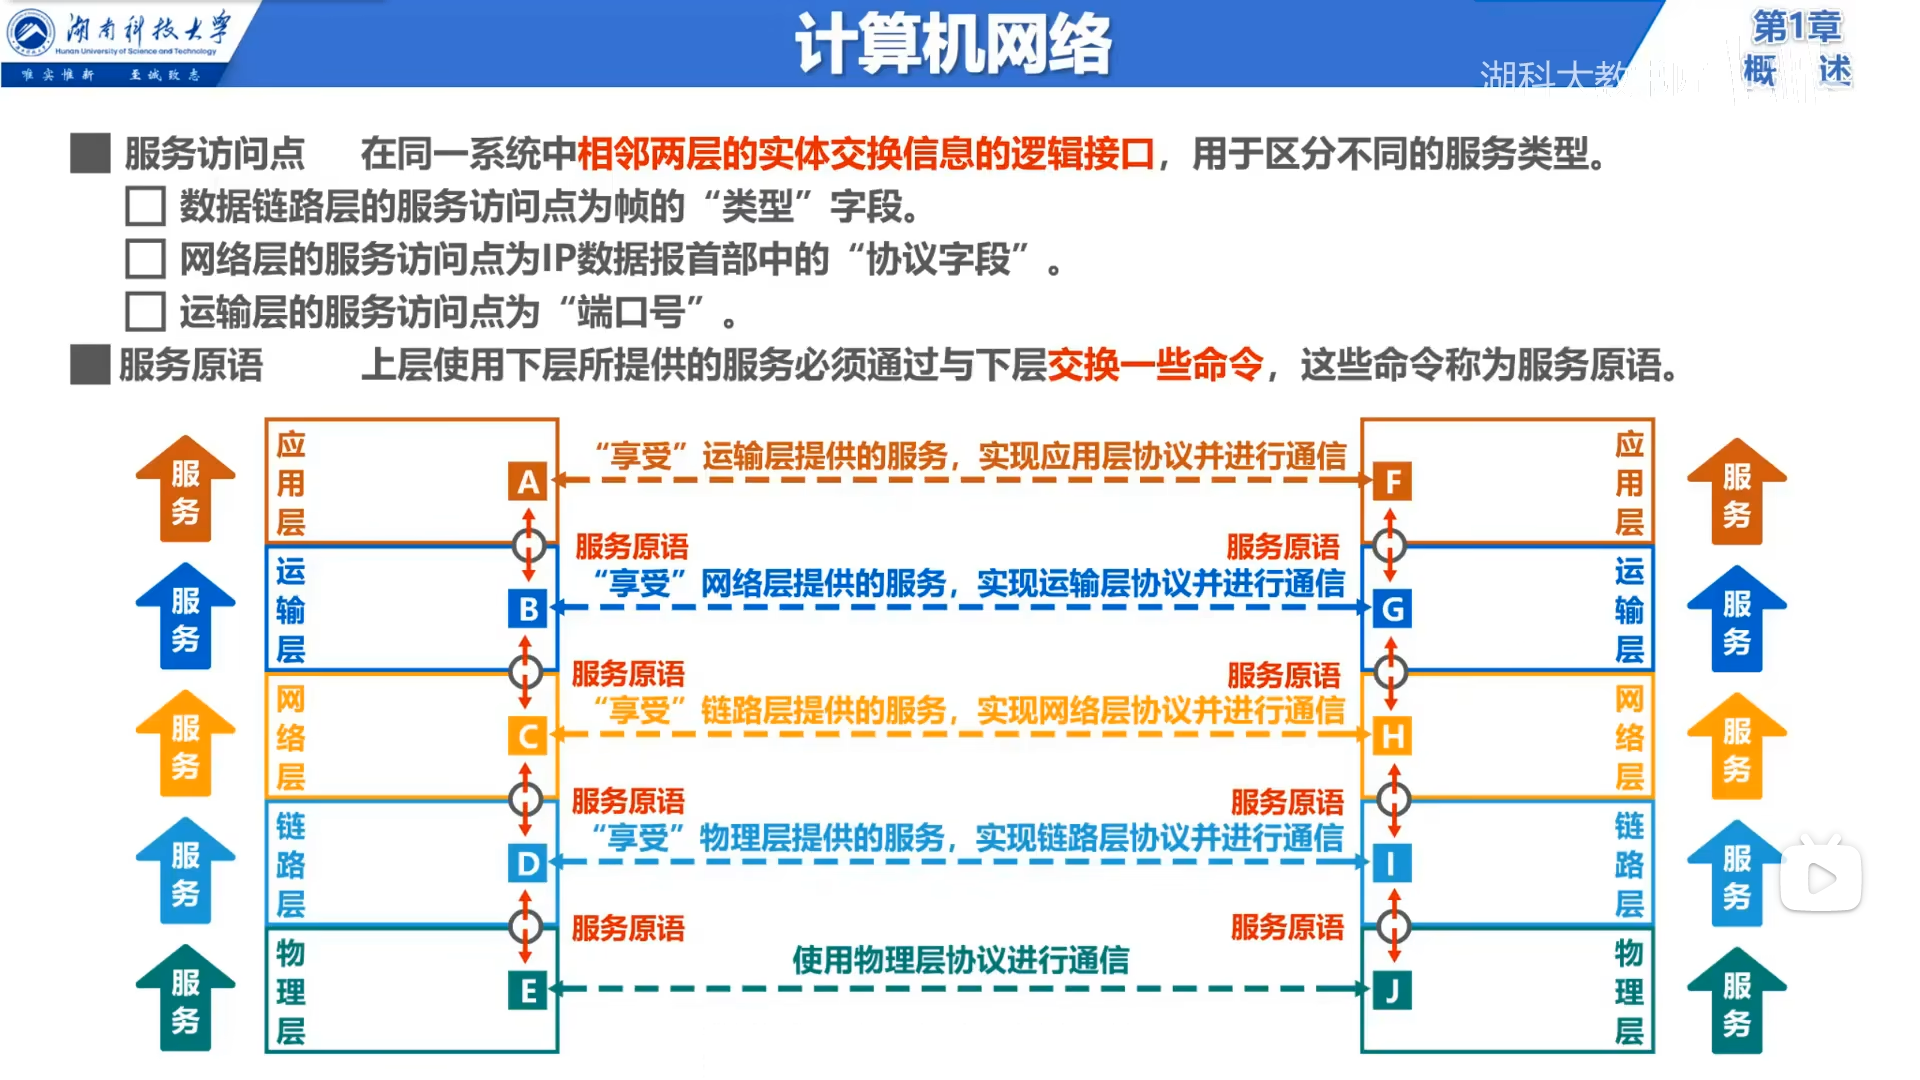 湖南科技大学
Hunan University of Science and Technology
唯实惟新 至诚致志
计算机网络
第1章
概 述
湖科大教书匠
服务访问点 在同一系统中相邻两层的实体交换信息的逻辑接口，用于区分不同的服务类型。
数据链路层的服务访问点为帧的“类型”字段。
网络层的服务访问点为IP数据报首部中的“协议字段”。
运输层的服务访问点为“端口号”。
服务原语 上层使用下层所提供的服务必须通过与下层交换一些命令，这些命令称为服务原语。
服务 应用层 A “享受”运输层提供的服务，实现应用层协议并进行通信 F 应用层 服务
服务原语 服务原语
服务 运输层 B “享受”网络层提供的服务，实现运输层协议并进行通信 G 运输层 服务
服务原语 服务原语
服务 网络层 C “享受”链路层提供的服务，实现网络层协议并进行通信 H 网络层 服务
服务原语 服务原语
服务 链路层 D “享受”物理层提供的服务，实现链路层协议并进行通信 I 链路层 服务
服务原语 服务原语
服务 物理层 E 使用物理层协议进行通信 J 物理层 服务